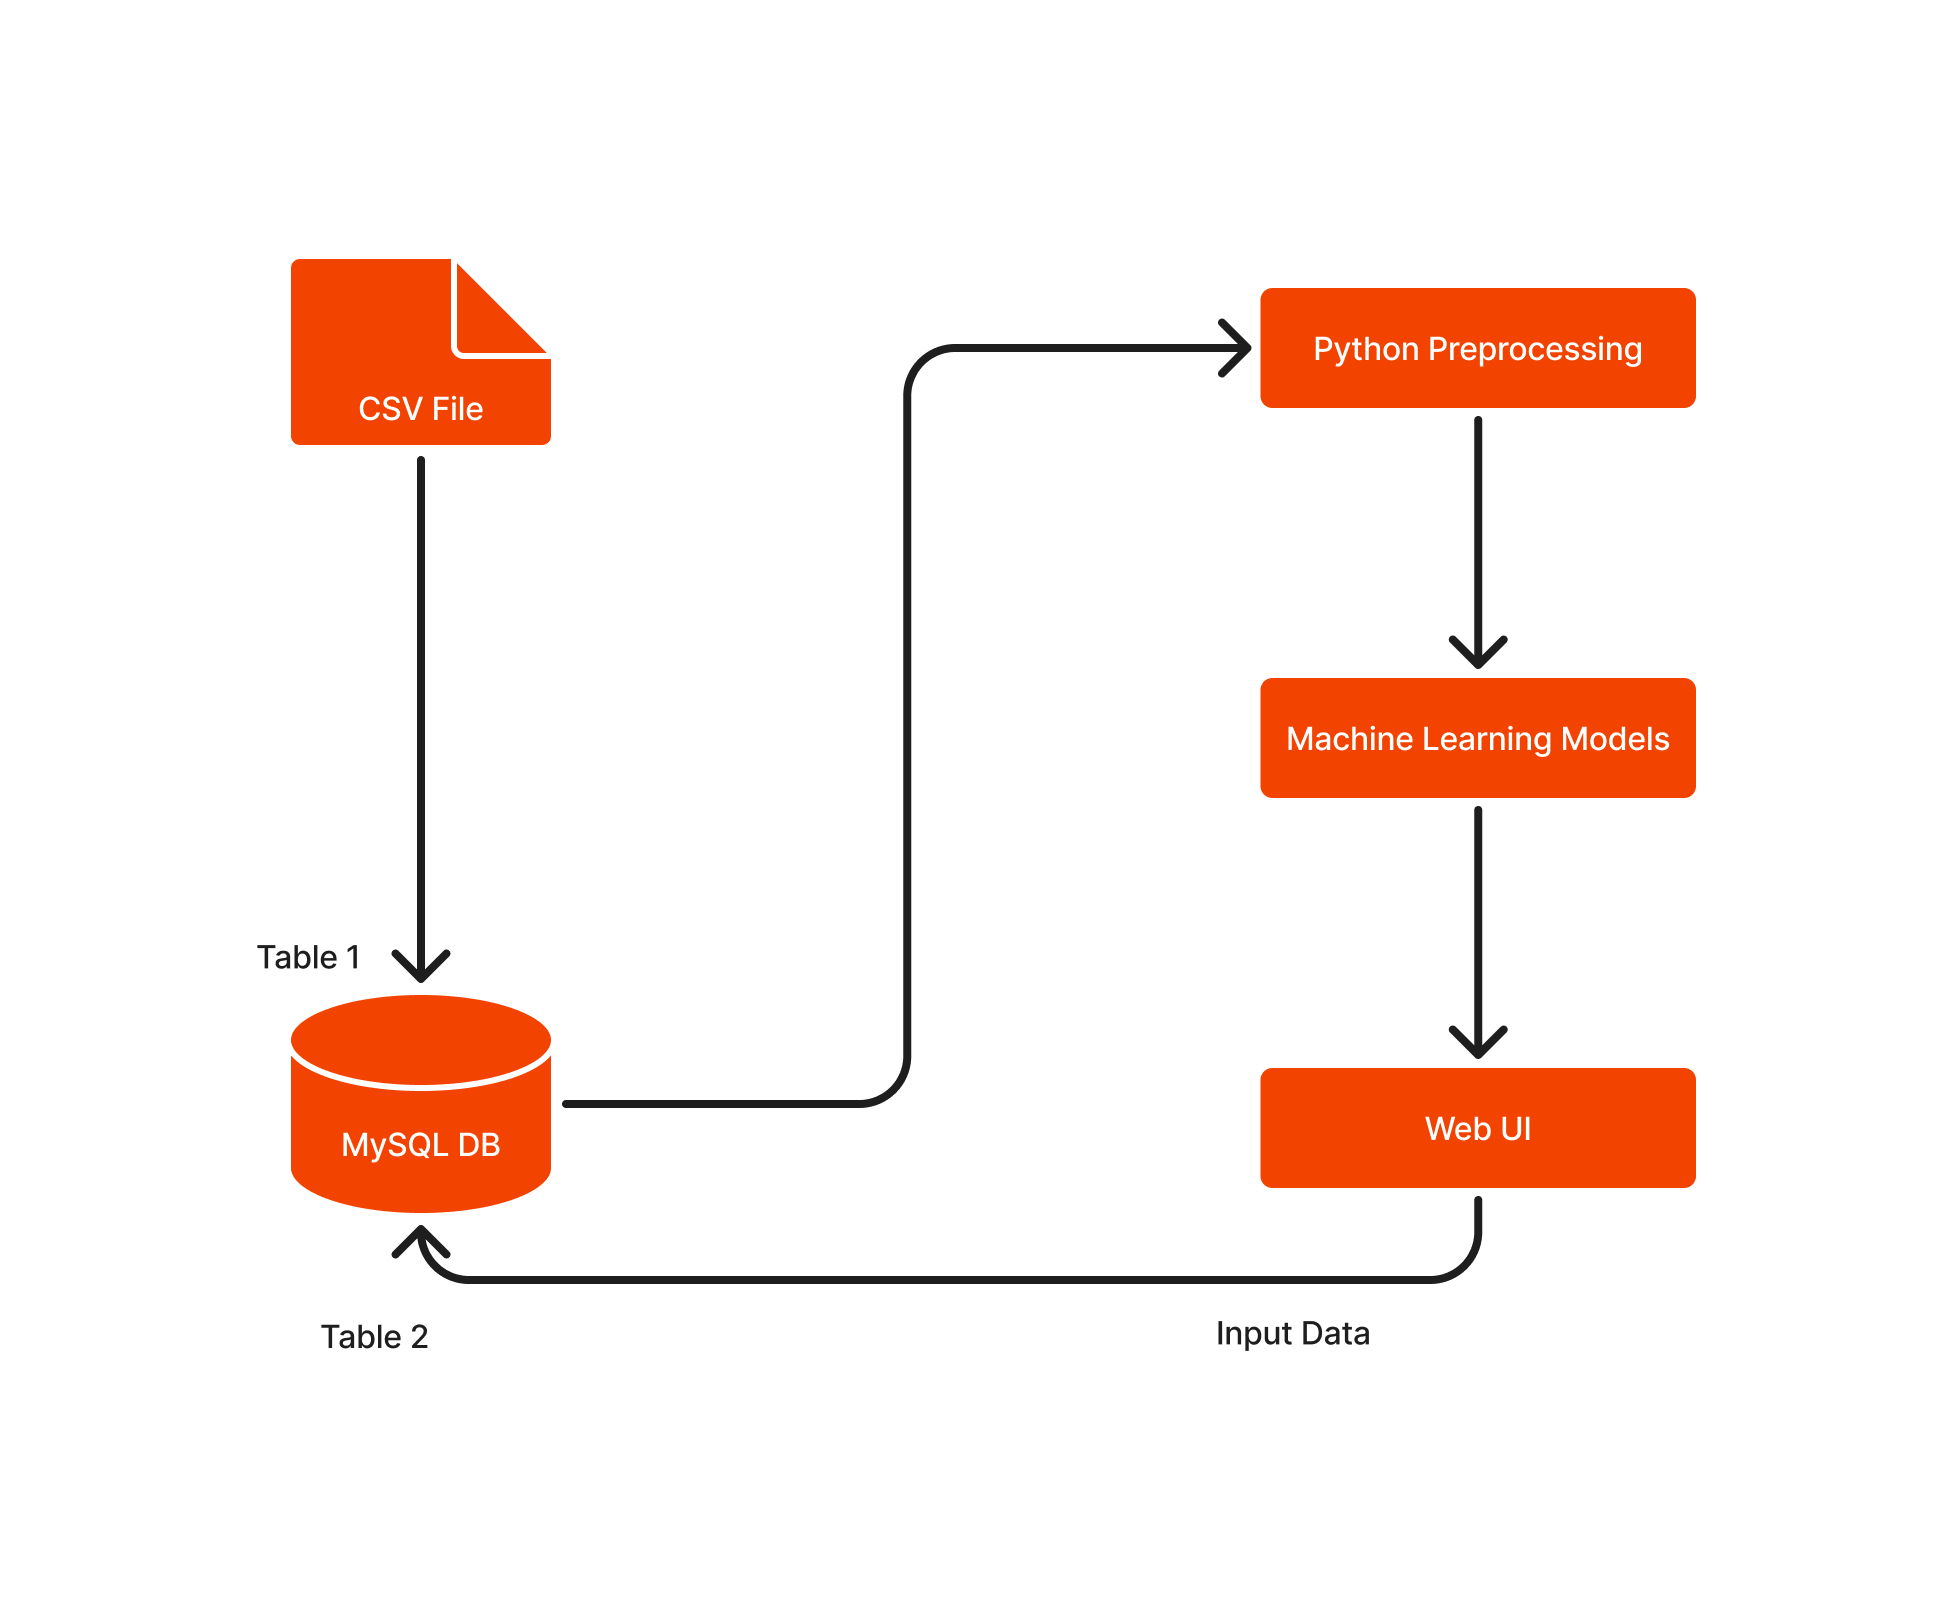 CSV File
Python Preprocessing
Machine Learning Models
Table 1
MySQL DB
Web UI
Table 2
Input Data